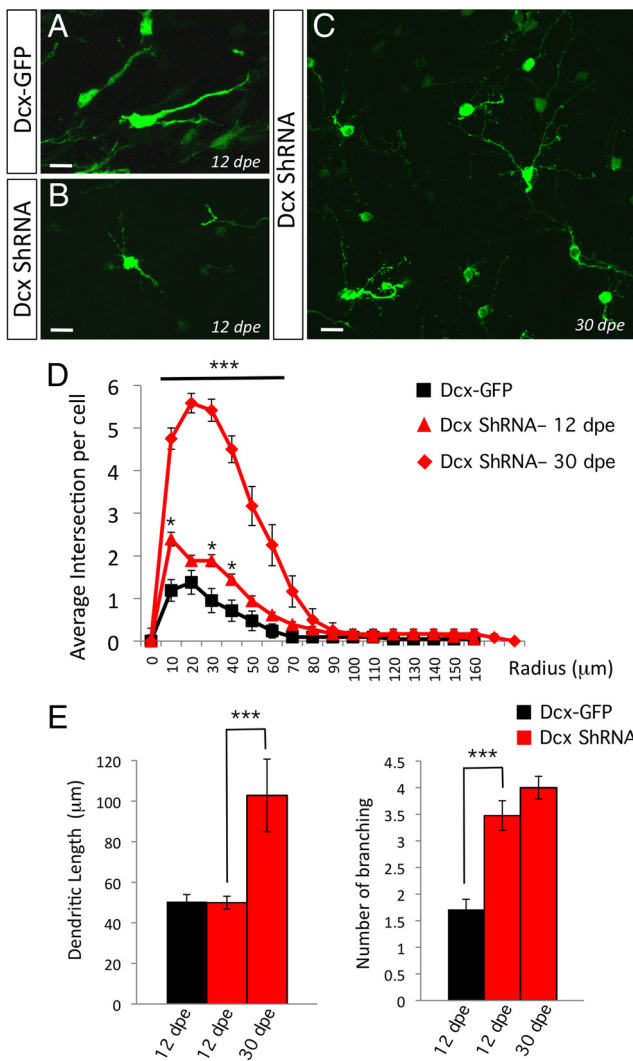 A
Dcx-GFP
12 dpe
B
Dcx ShRNA
12 dpe
C
Dcx ShRNA
30 dpe
D
***
Average Intersection per cell
6
5
4
3
2
1
0
*
*
*
Dcx-GFP
Dcx ShRNA– 12 dpe
Dcx ShRNA– 30 dpe
0 10 20 30 40 50 60 70 80 90 100 110 120 130 140 150 160
Radius (μm)
E
Dcx-GFP
Dcx ShRNA
***
Dendritic Length (μm)
120
100
80
60
40
20
0
12 dpe
12 dpe
30 dpe
***
Number of branching
4.5
4
3.5
3
2.5
2
1.5
1
.5
0
12 dpe
12 dpe
30 dpe